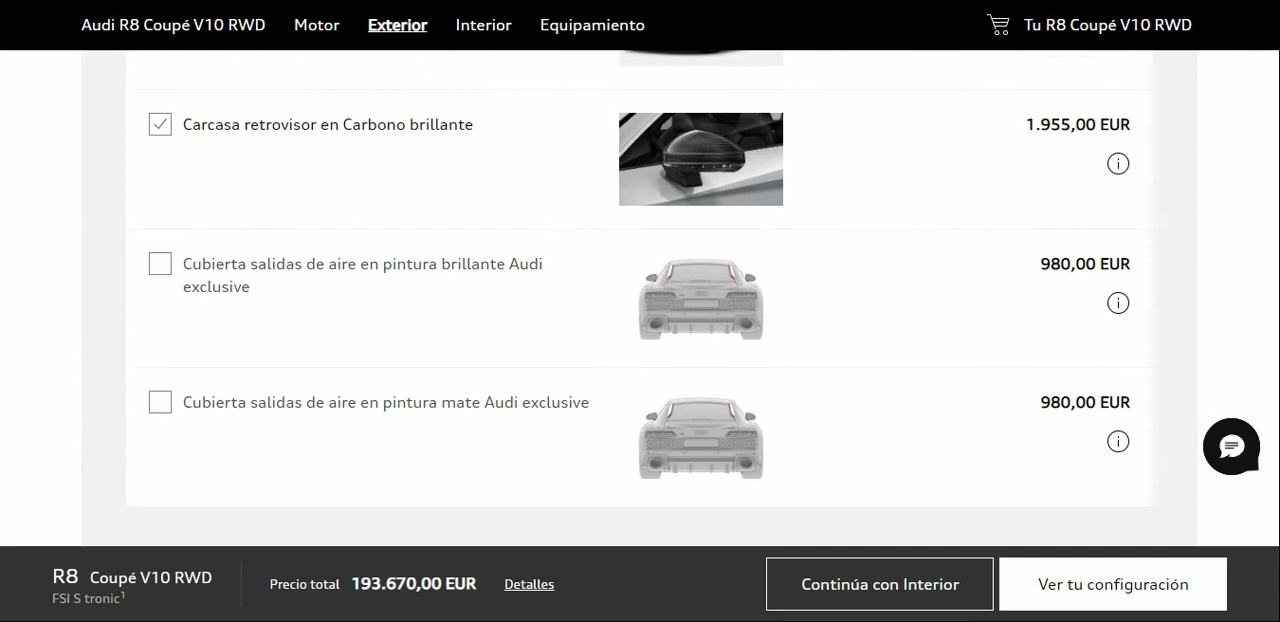 Audi R8 Coupé V10 RWD Motor Exterior Interior Equipamiento Tu R8 Coupé V10 RWD
Carcasa retrovisor en Carbono brillante 1.955,00 EUR
Cubierta salidas de aire en pintura brillante Audi 980,00 EUR
exclusive
Cubierta salidas de aire en pintura mate Audi exclusive 980,00 EUR
R8 Coupé V10 RWD
FSI S tronic¹
Precio total 193.670,00 EUR Detalles
Continúa con Interior
Ver tu configuración